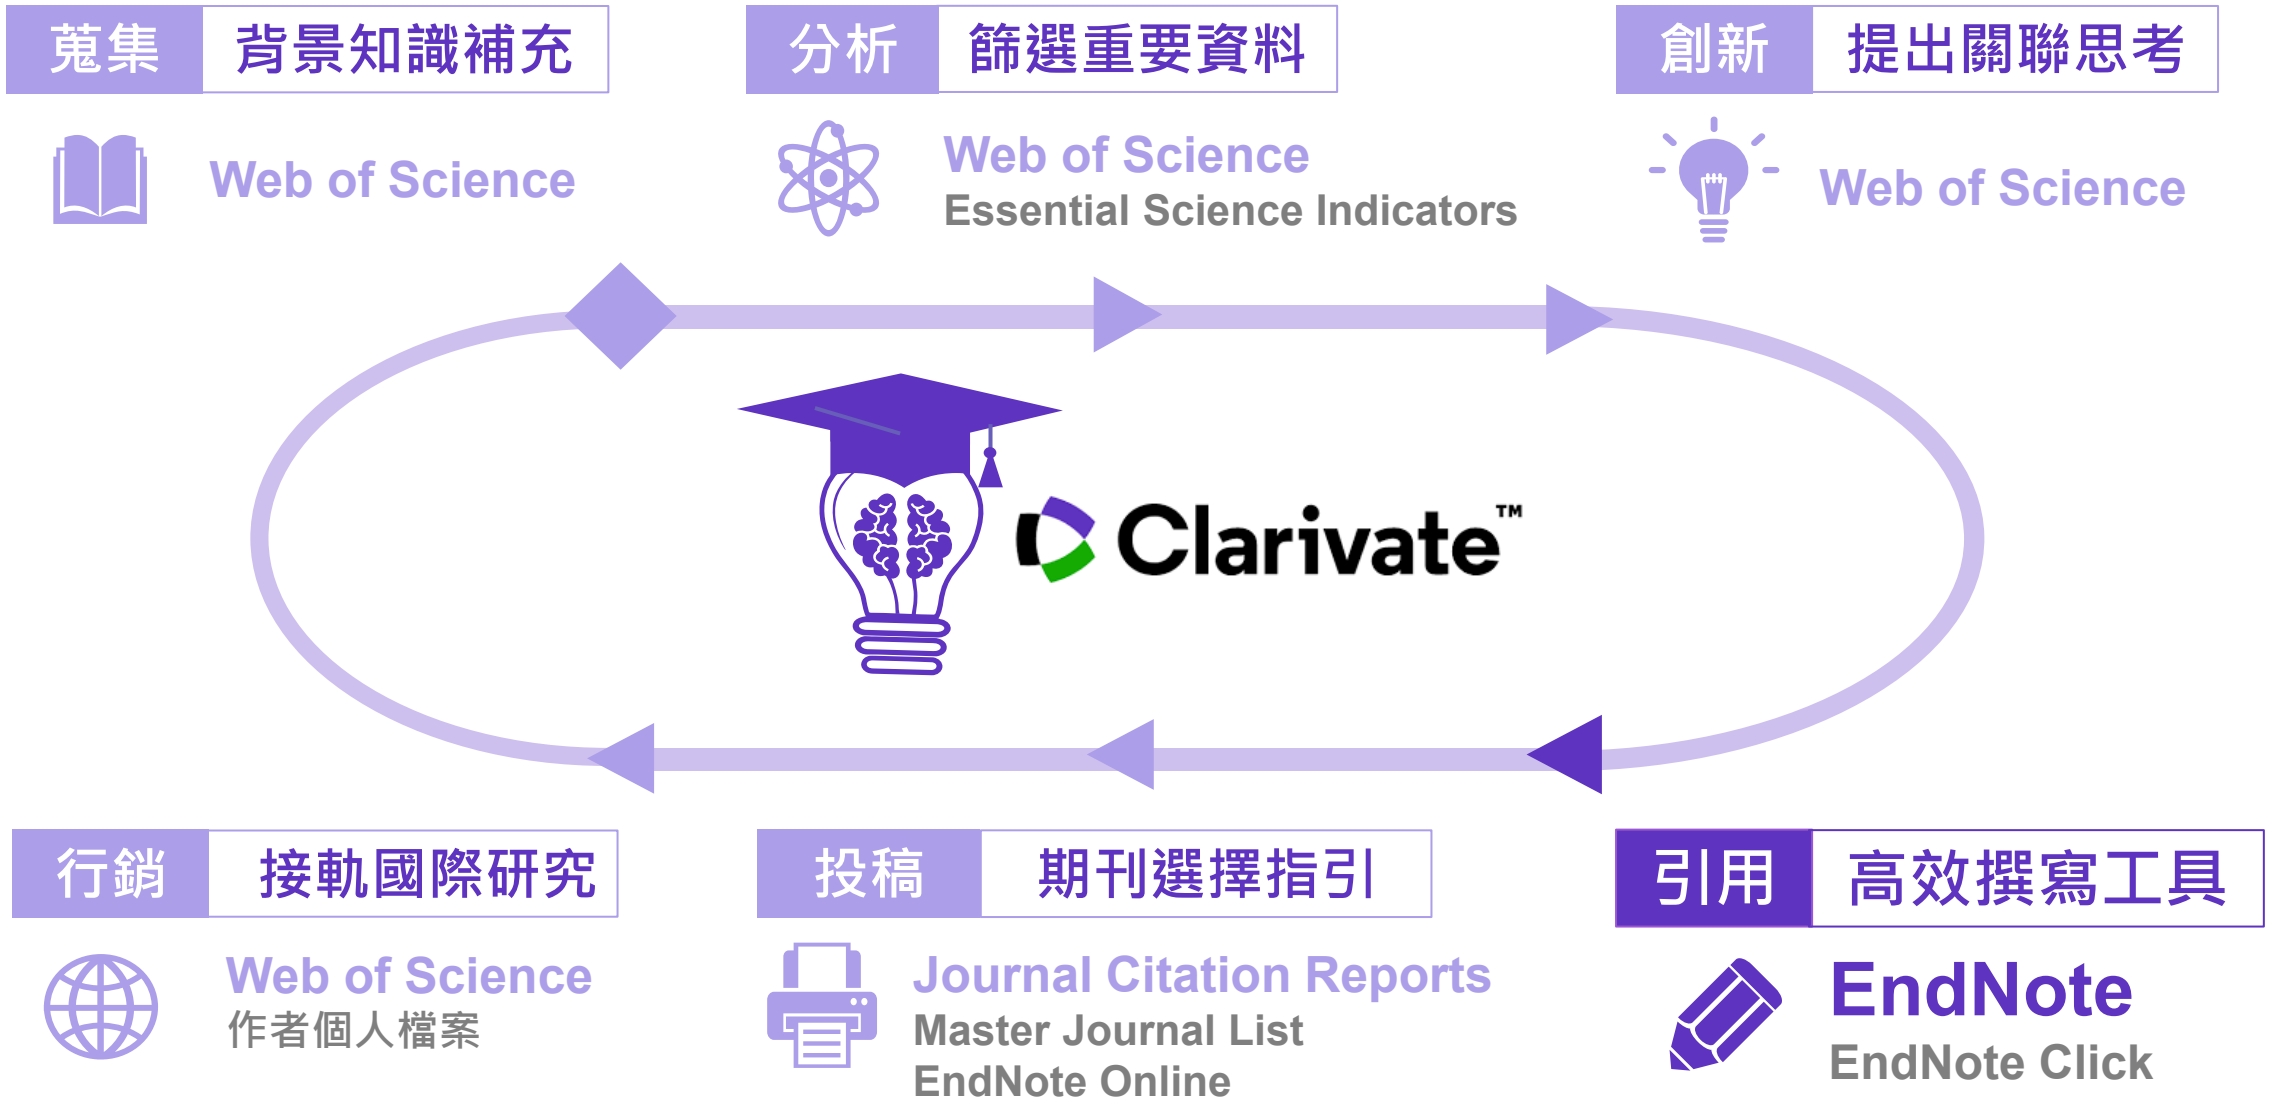 蒐集 背景知識補充
Web of Science
分析 篩選重要資料
Web of Science
Essential Science Indicators
創新 提出關聯思考
Web of Science
Clarivate™
行銷 接軌國際研究
Web of Science
作者個人檔案
投稿 期刊選擇指引
Journal Citation Reports
Master Journal List
EndNote Online
引用 高效撰寫工具
EndNote
EndNote Click